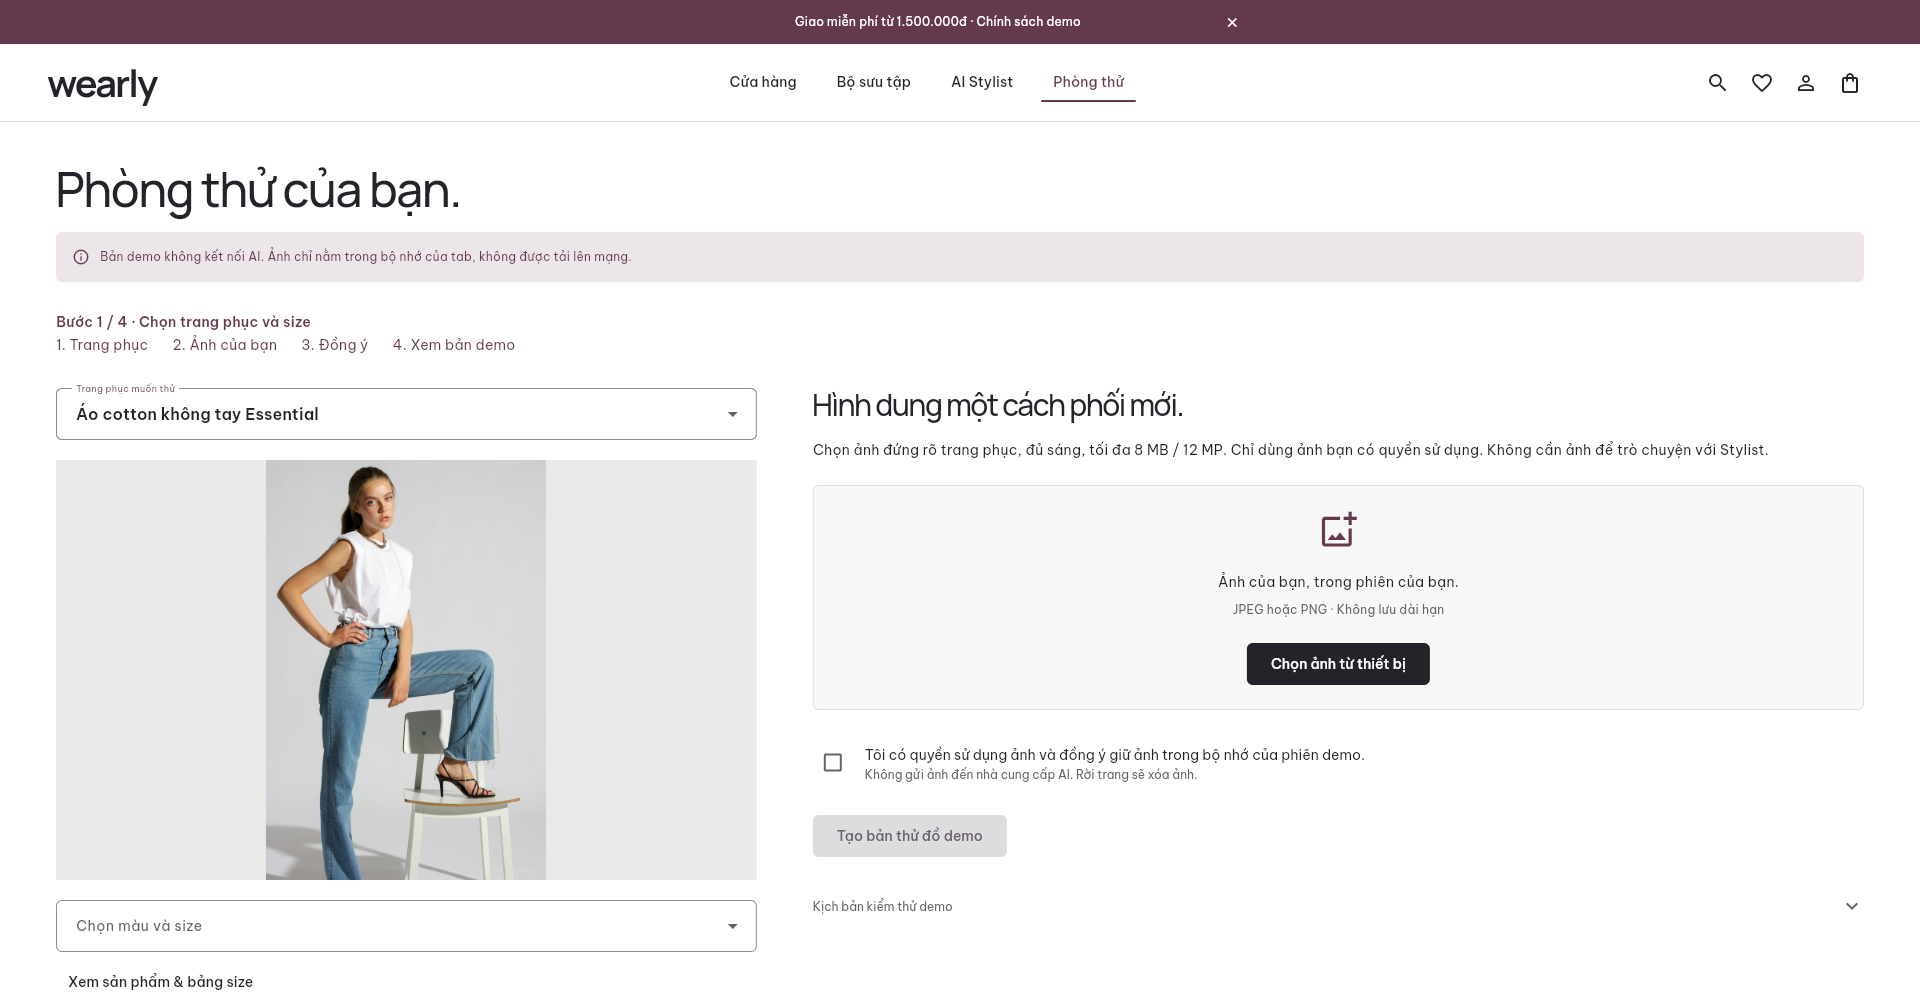 Giao miễn phí từ 1.500.000đ · Chính sách demo
wearly
Cửa hàng
Bộ sưu tập
AI Stylist
Phòng thử
Phòng thử của bạn.
Bản demo không kết nối AI. Ảnh chỉ nằm trong bộ nhớ của tab, không được tải lên mạng.
Bước 1 / 4 · Chọn trang phục và size
1. Trang phục
2. Ảnh của bạn
3. Đồng ý
4. Xem bản demo
Trang phục muốn thử
Áo cotton không tay Essential
Chọn màu và size
Xem sản phẩm & bảng size
Hình dung một cách phối mới.
Chọn ảnh đứng rõ trang phục, đủ sáng, tối đa 8 MB / 12 MP. Chỉ dùng ảnh bạn có quyền sử dụng. Không cần ảnh để trò chuyện với Stylist.
Ảnh của bạn, trong phiên của bạn.
JPEG hoặc PNG · Không lưu dài hạn
Chọn ảnh từ thiết bị
Tôi có quyền sử dụng ảnh và đồng ý giữ ảnh trong bộ nhớ của phiên demo.
Không gửi ảnh đến nhà cung cấp AI. Rời trang sẽ xóa ảnh.
Tạo bản thử đồ demo
Kịch bản kiểm thử demo